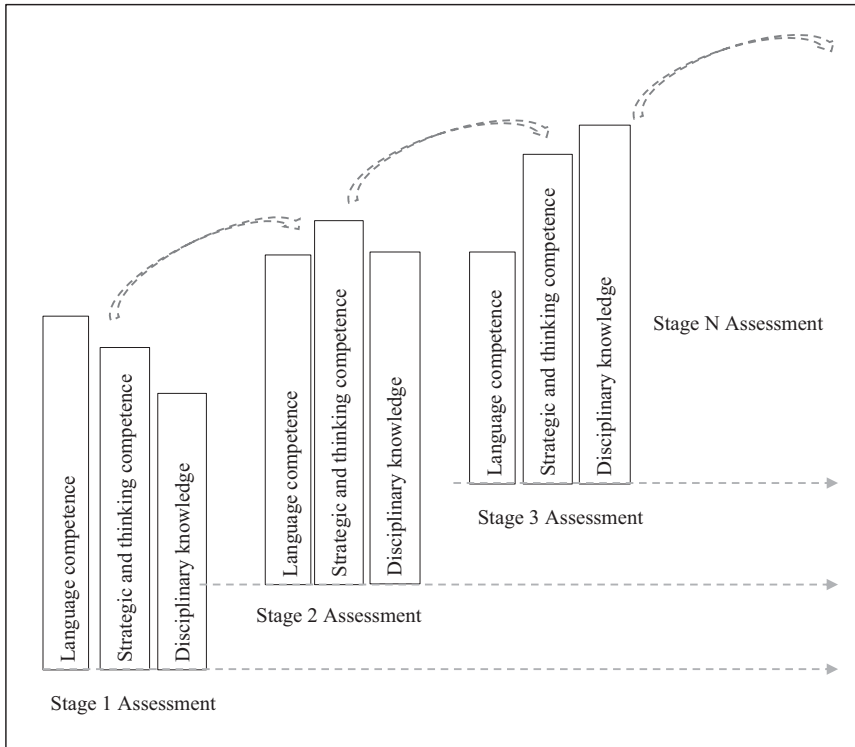 Language competence
Strategic and thinking competence
Disciplinary knowledge
Stage 1 Assessment
Language competence
Strategic and thinking competence
Disciplinary knowledge
Stage 2 Assessment
Language competence
Strategic and thinking competence
Disciplinary knowledge
Stage 3 Assessment
Stage N Assessment